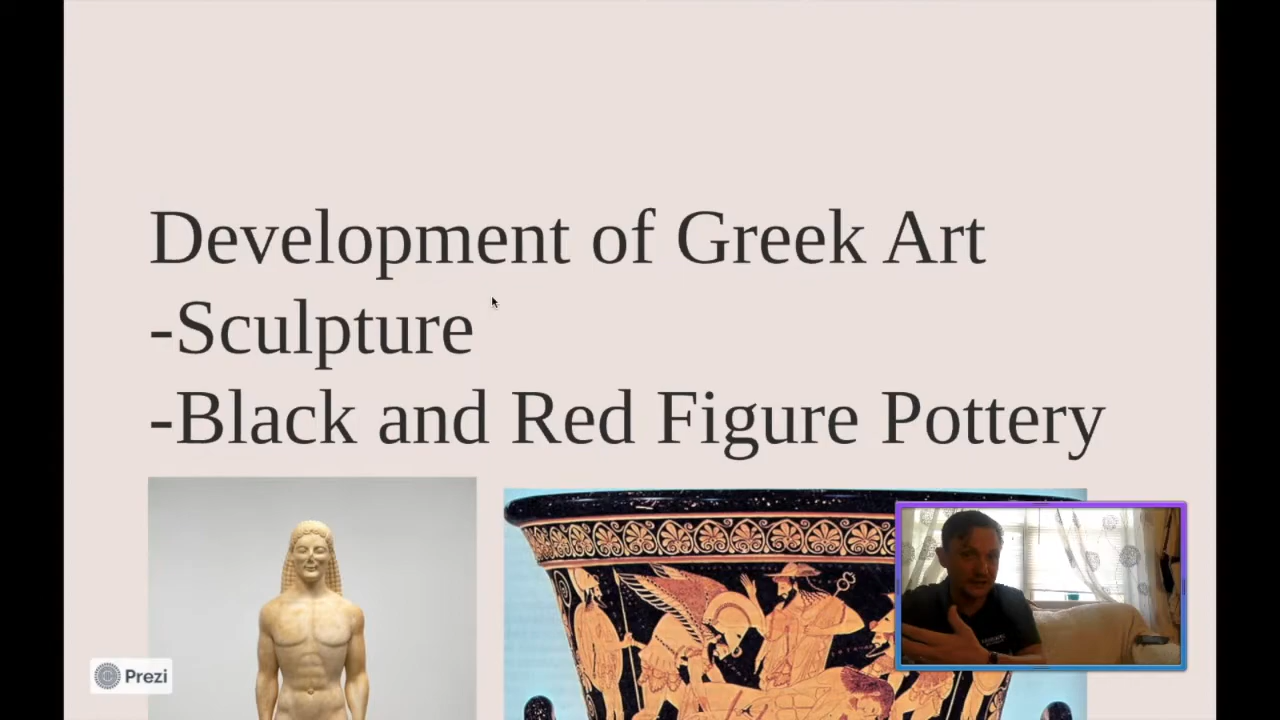 Development of Greek Art
-Sculpture
-Black and Red Figure Pottery
Prezi